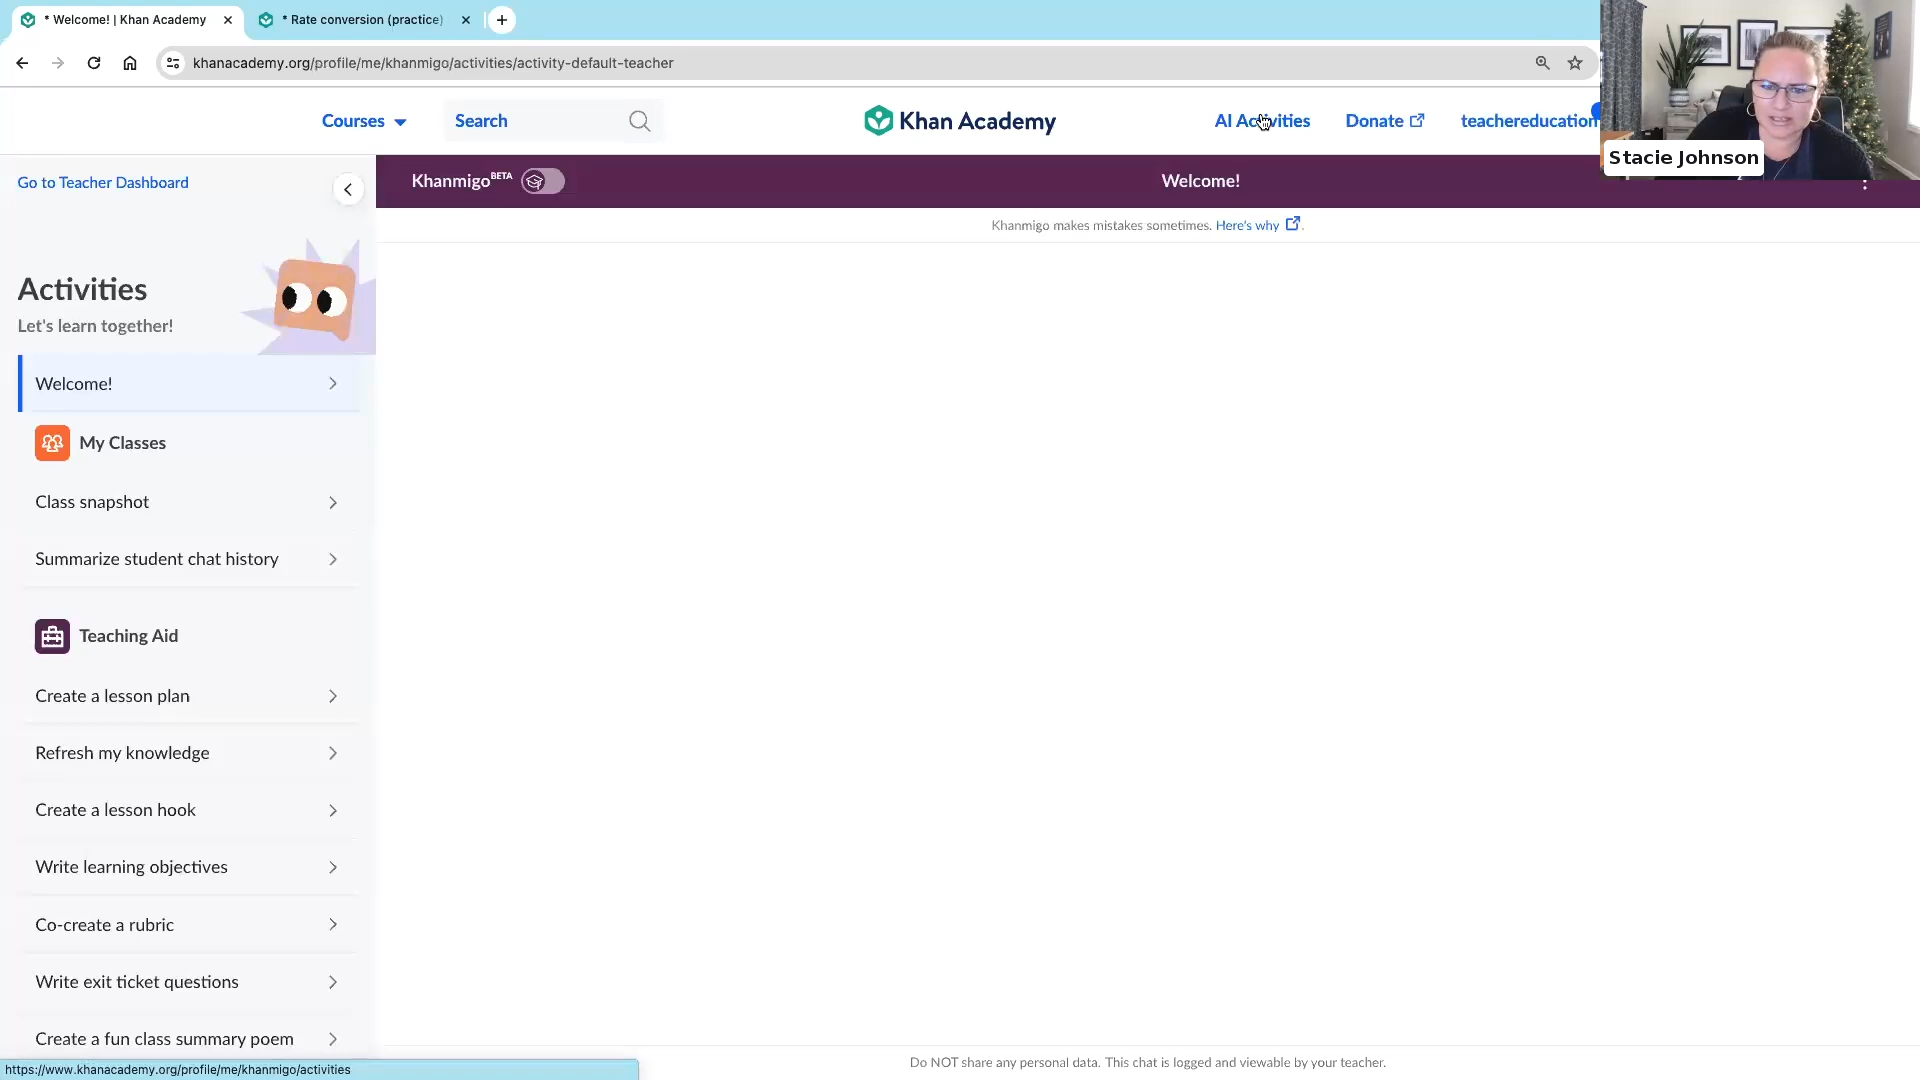 * Welcome! | Khan Academy
* Rate conversion (practice)
khanacademy.org/profile/me/khanmigo/activities/activity-default-teacher
Courses
Search
Khan Academy
AI Activities
Donate
teachereducation
Stacie Johnson
Go to Teacher Dashboard
Khanmigo BETA
Welcome!
Khanmigo makes mistakes sometimes. Here's why.
Activities
Let's learn together!
Welcome!
My Classes
Class snapshot
Summarize student chat history
Teaching Aid
Create a lesson plan
Refresh my knowledge
Create a lesson hook
Write learning objectives
Co-create a rubric
Write exit ticket questions
Create a fun class summary poem
Do NOT share any personal data. This chat is logged and viewable by your teacher.
https://www.khanacademy.org/profile/me/khanmigo/activities